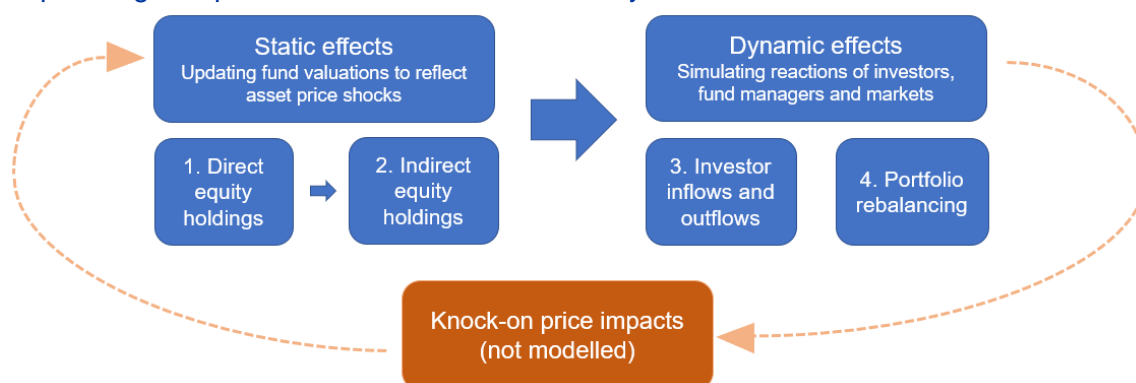 Static effects
Updating fund valuations to reflect
asset price shocks
Dynamic effects
Simulating reactions of investors,
fund managers and markets
1. Direct
equity
holdings
2. Indirect
equity
holdings
3. Investor
inflows and
outflows
4. Portfolio
rebalancing
Knock-on price impacts
(not modelled)